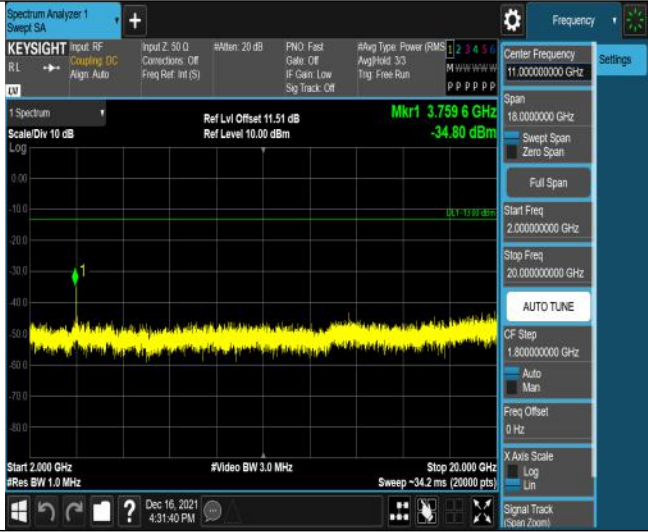 Spectrum Analyzer 1
Swept SA
+
Frequency
KEYSIGHT
RL
LV
Input: RF
Coupling: DC
Align: Auto
Input Z: 50 Ω
Corrections: Off
Freq Ref: Int (S)
#Atten: 20 dB
PNO: Fast
Gate: Off
IF Gain: Low
Sig Track: Off
#Avg Type: Power (RMS
Avg|Hold: 3/3
Trig: Free Run
1 2 3 4 5 6
M W W W W W
P P P P P P
1 Spectrum
Scale/Div 10 dB
Log
Ref Lvl Offset 11.51 dB
Ref Level 10.00 dBm
Mkr1 3.759 6 GHz
-34.80 dBm
0.00
-10.0
DL1 -13.00 dBm
-20.0
-30.0
1
-40.0
-50.0
-60.0
-70.0
-80.0
Start 2.000 GHz
#Res BW 1.0 MHz
#Video BW 3.0 MHz
Stop 20.000 GHz
Sweep ~34.2 ms (20000 pts)
?
Dec 16, 2021
4:31:40 PM
Center Frequency
11.000000000 GHz
Settings
Span
18.0000000 GHz
Swept Span
Zero Span
Full Span
Start Freq
2.000000000 GHz
Stop Freq
20.000000000 GHz
AUTO TUNE
CF Step
1.800000000 GHz
Auto
Man
Freq Offset
0 Hz
X Axis Scale
Log
Lin
Signal Track
(Span Zoom)